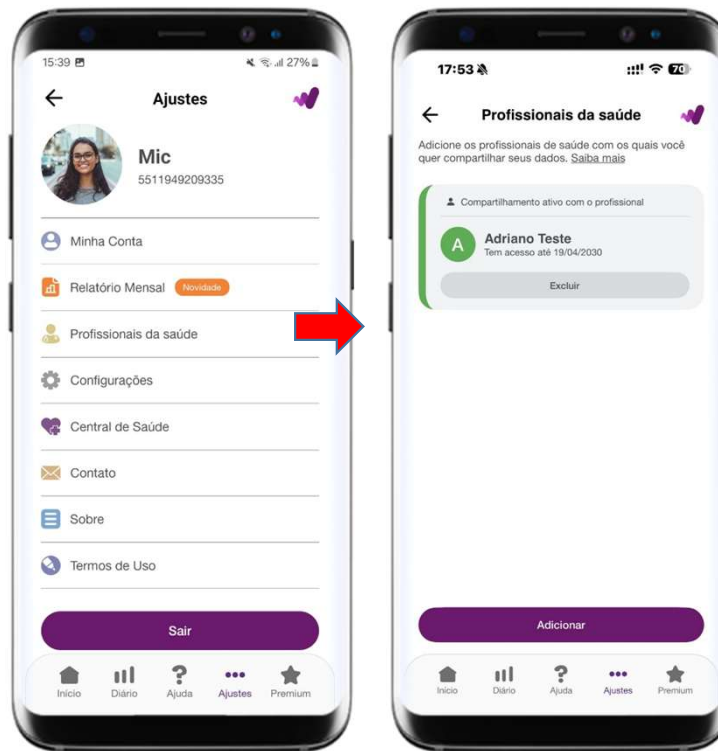 15:39
27%
Ajustes
Mic
5511949209335
Minha Conta
Relatório Mensal Novidade
Profissionais da saúde
Configurações
Central de Saúde
Contato
Sobre
Termos de Uso
Sair
Início Diário Ajuda Ajustes Premium
17:53
70
Profissionais da saúde
Adicione os profissionais de saúde com os quais você
quer compartilhar seus dados. Saiba mais
Compartilhamento ativo com o profissional
A
Adriano Teste
Tem acesso até 19/04/2030
Excluir
Adicionar
Início Diário Ajuda Ajustes Premium